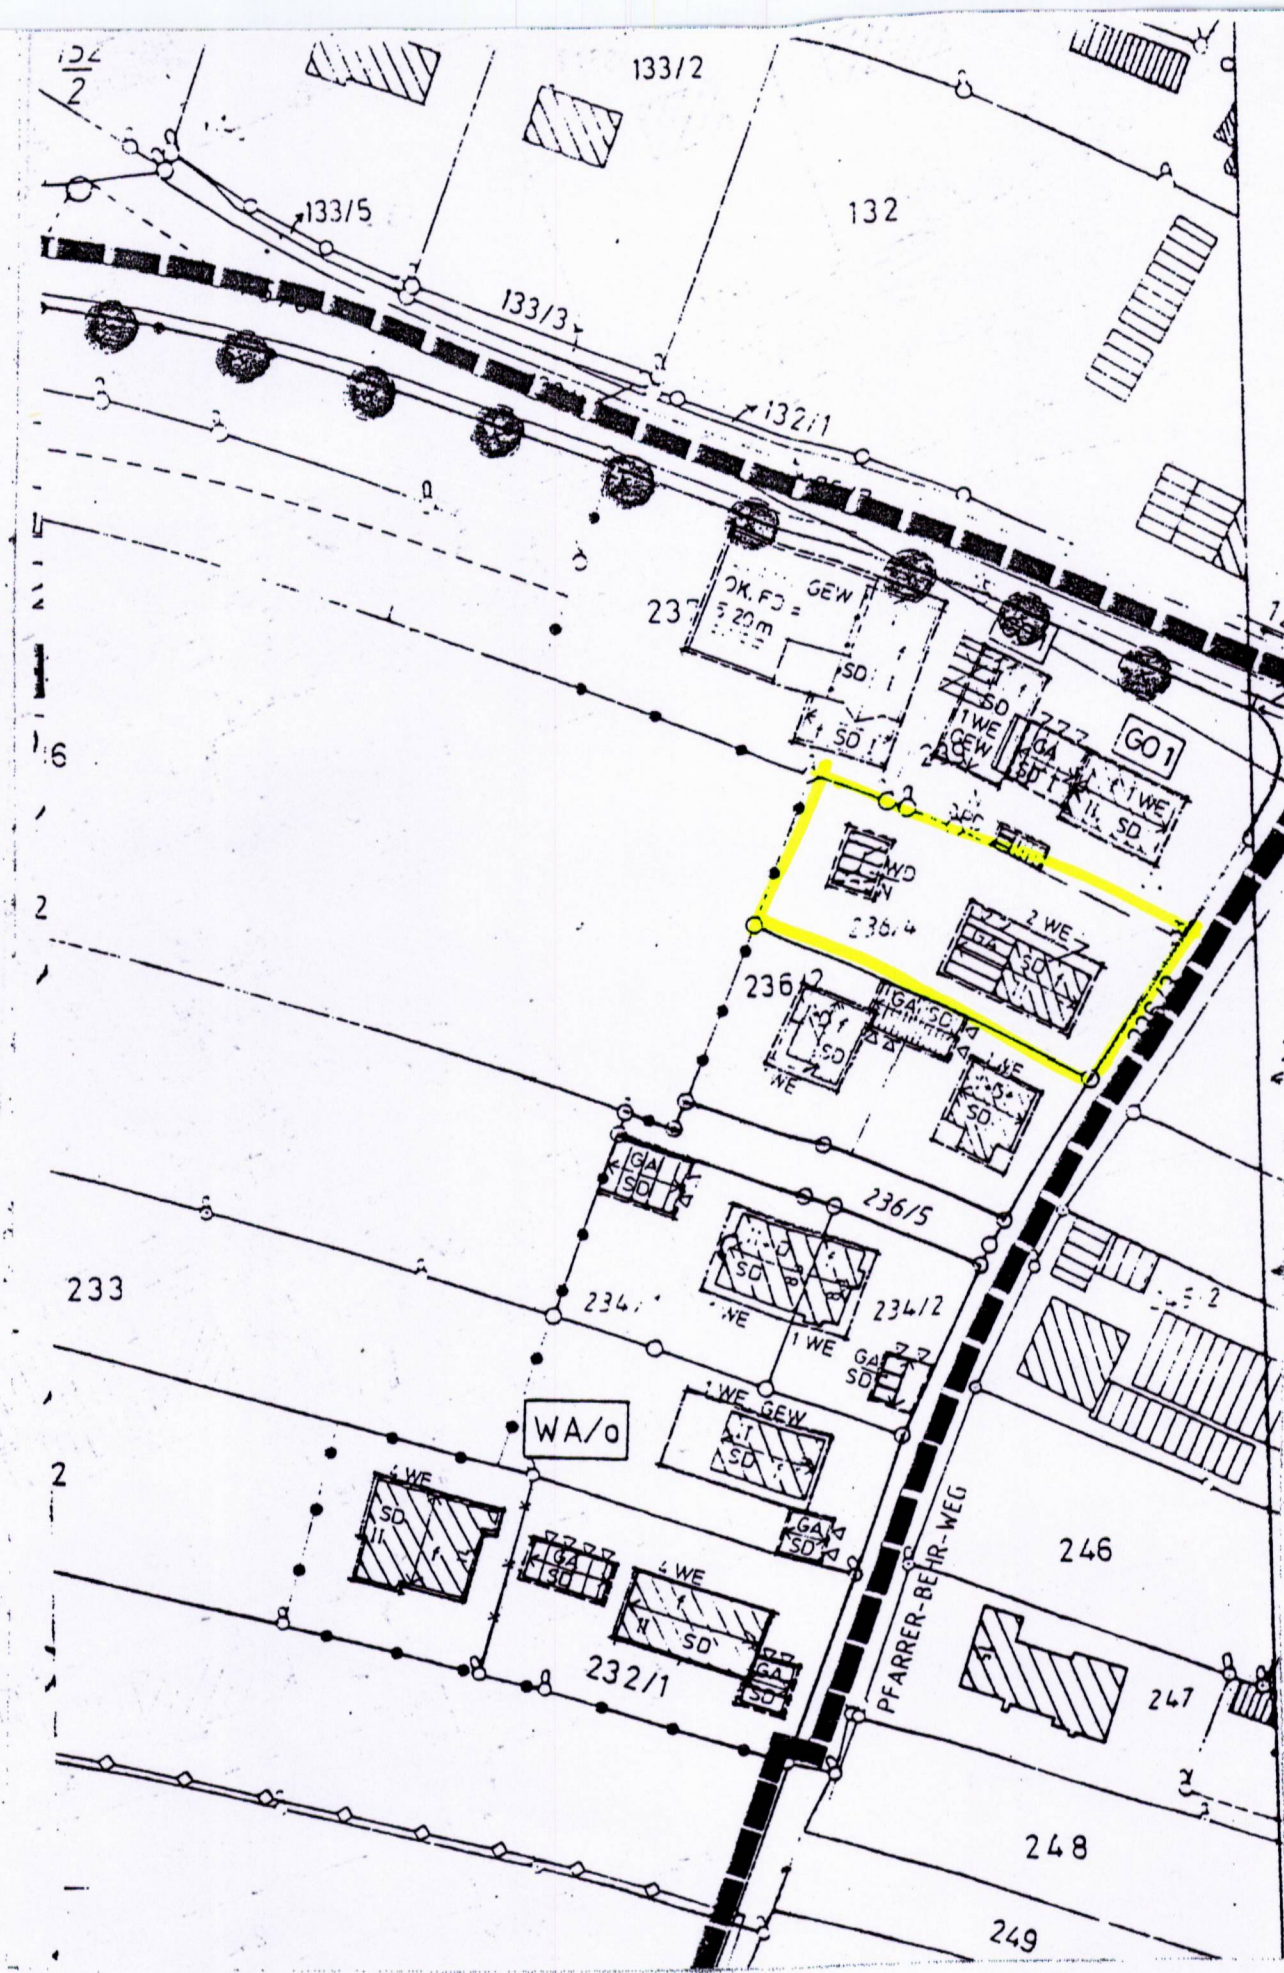 2
133/2
133/5
132
133/3
132/1
GEW
OK. FD =
5.20m
SD
SD
SD
1 WE
GEW
GA
SD
GO 1
1 WE
II SD
6
2
236/4
2 WE
GA
SD
236/2
GA SD
SD
WE
SD
GA
SD
236/5
233
SD
WE
1 WE
234/2
GA
SD
1 WE GEW
SD
WA/o
2
4 WE
SD
II
GA
SD
GA
SD
4 WE
II SD
GA
SD
232/1
PFARRER-BEHR-WEG
246
247
248
249